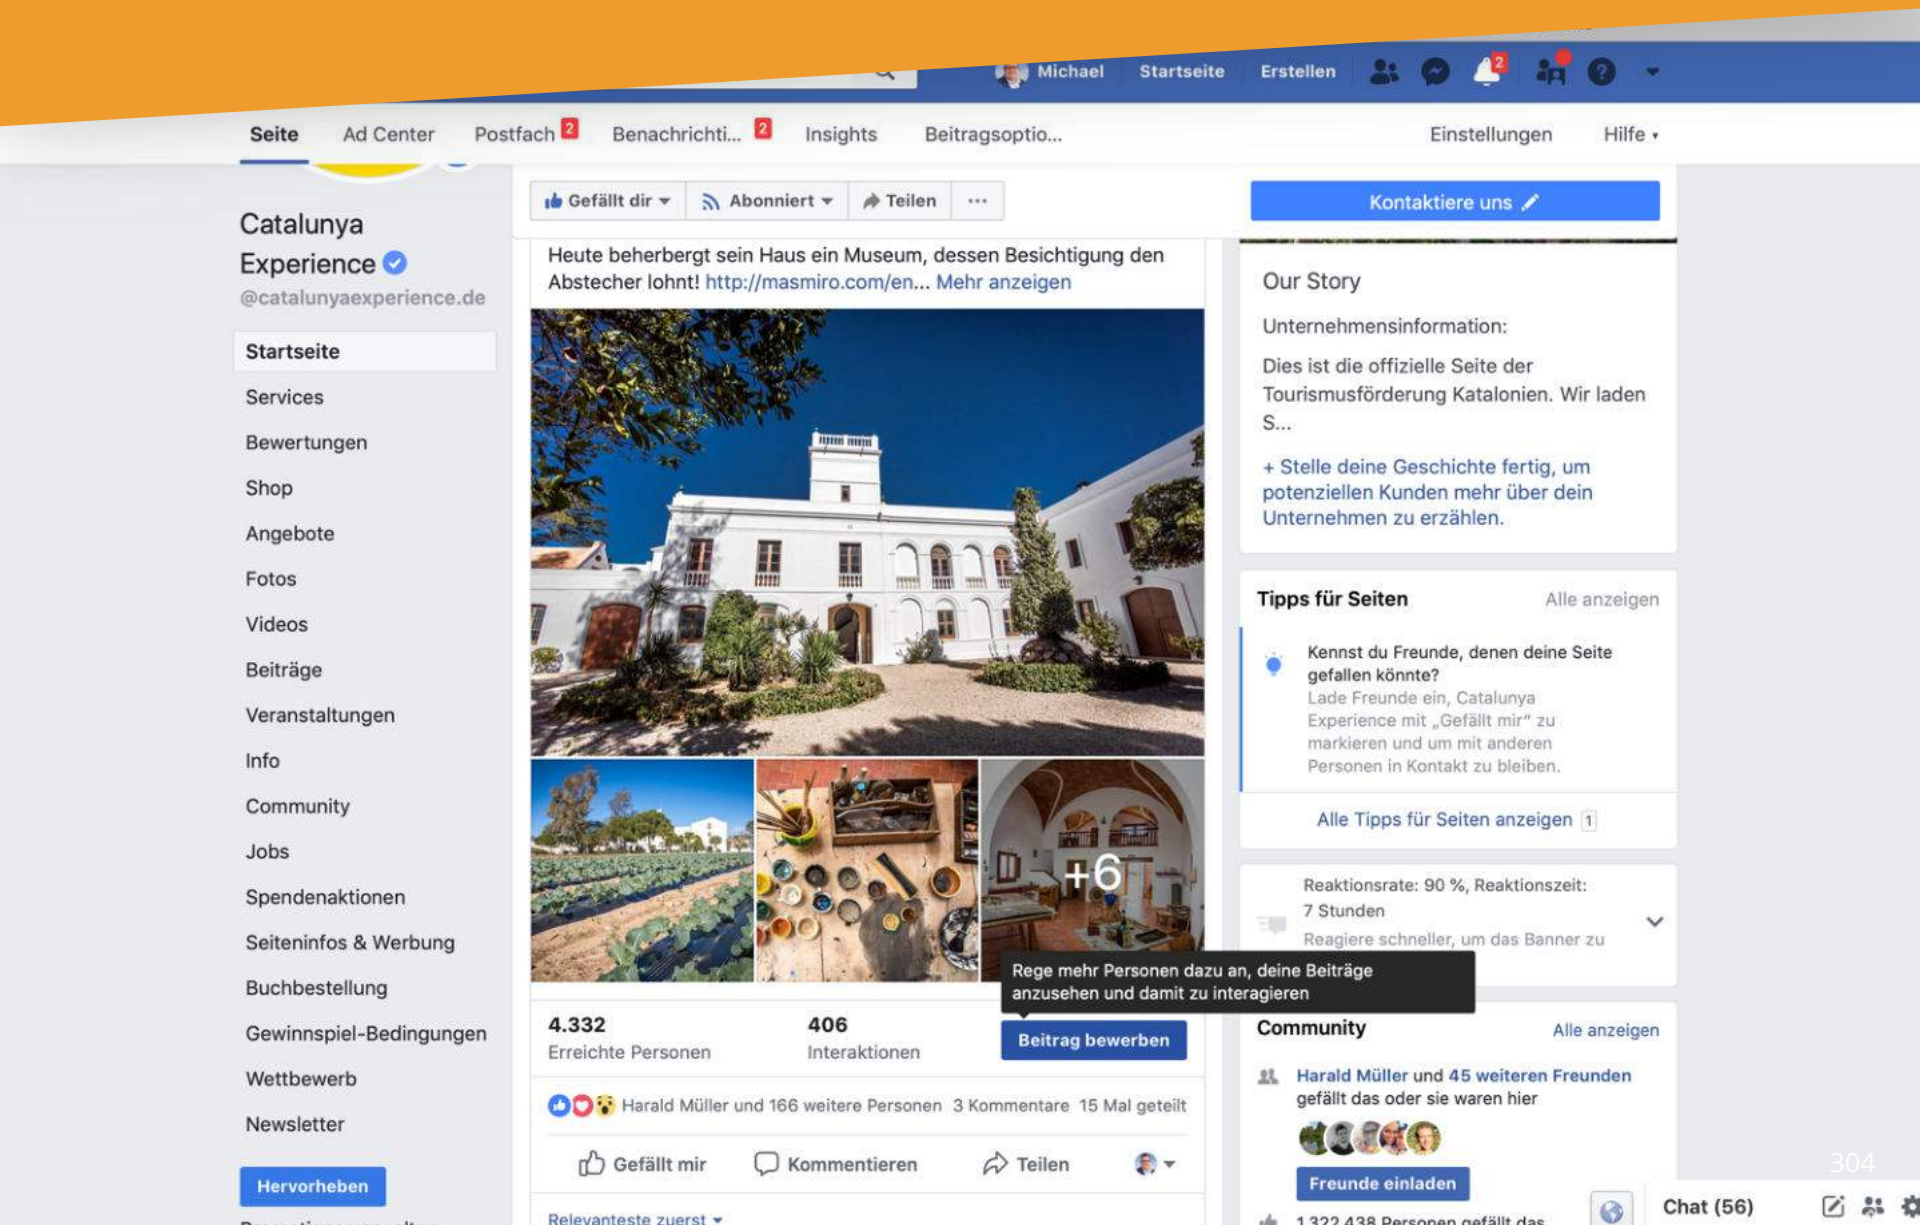 Michael Startseite Erstellen 2
Seite Ad Center Postfach 2 Benachrichti... 2 Insights Beitragsoptio... Einstellungen Hilfe
Catalunya
Experience
@catalunyaexperience.de
Startseite
Services
Bewertungen
Shop
Angebote
Fotos
Videos
Beiträge
Veranstaltungen
Info
Community
Jobs
Spendenaktionen
Seiteninfos & Werbung
Buchbestellung
Gewinnspiel-Bedingungen
Wettbewerb
Newsletter
Hervorheben
Gefällt dir Abonniert Teilen ...
Heute beherbergt sein Haus ein Museum, dessen Besichtigung den
Abstecher lohnt! http://masmiro.com/en... Mehr anzeigen
+6
Rege mehr Personen dazu an, deine Beiträge
anzusehen und damit zu interagieren
4.332 406
Erreichte Personen Interaktionen
Beitrag bewerben
Harald Müller und 166 weitere Personen 3 Kommentare 15 Mal geteilt
Gefällt mir Kommentieren Teilen
Relevanteste zuerst
Kontaktiere uns
Our Story
Unternehmensinformation:
Dies ist die offizielle Seite der
Tourismusförderung Katalonien. Wir laden
S...
+ Stelle deine Geschichte fertig, um
potenziellen Kunden mehr über dein
Unternehmen zu erzählen.
Tipps für Seiten Alle anzeigen
Kennst du Freunde, denen deine Seite
gefallen könnte?
Lade Freunde ein, Catalunya
Experience mit „Gefällt mir“ zu
markieren und um mit anderen
Personen in Kontakt zu bleiben.
Alle Tipps für Seiten anzeigen 1
Reaktionsrate: 90 %, Reaktionszeit:
7 Stunden
Reagiere schneller, um das Banner zu
Community Alle anzeigen
Harald Müller und 45 weiteren Freunden
gefällt das oder sie waren hier
Freunde einladen
1.322.438 Personen gefällt das
304
Chat (56)